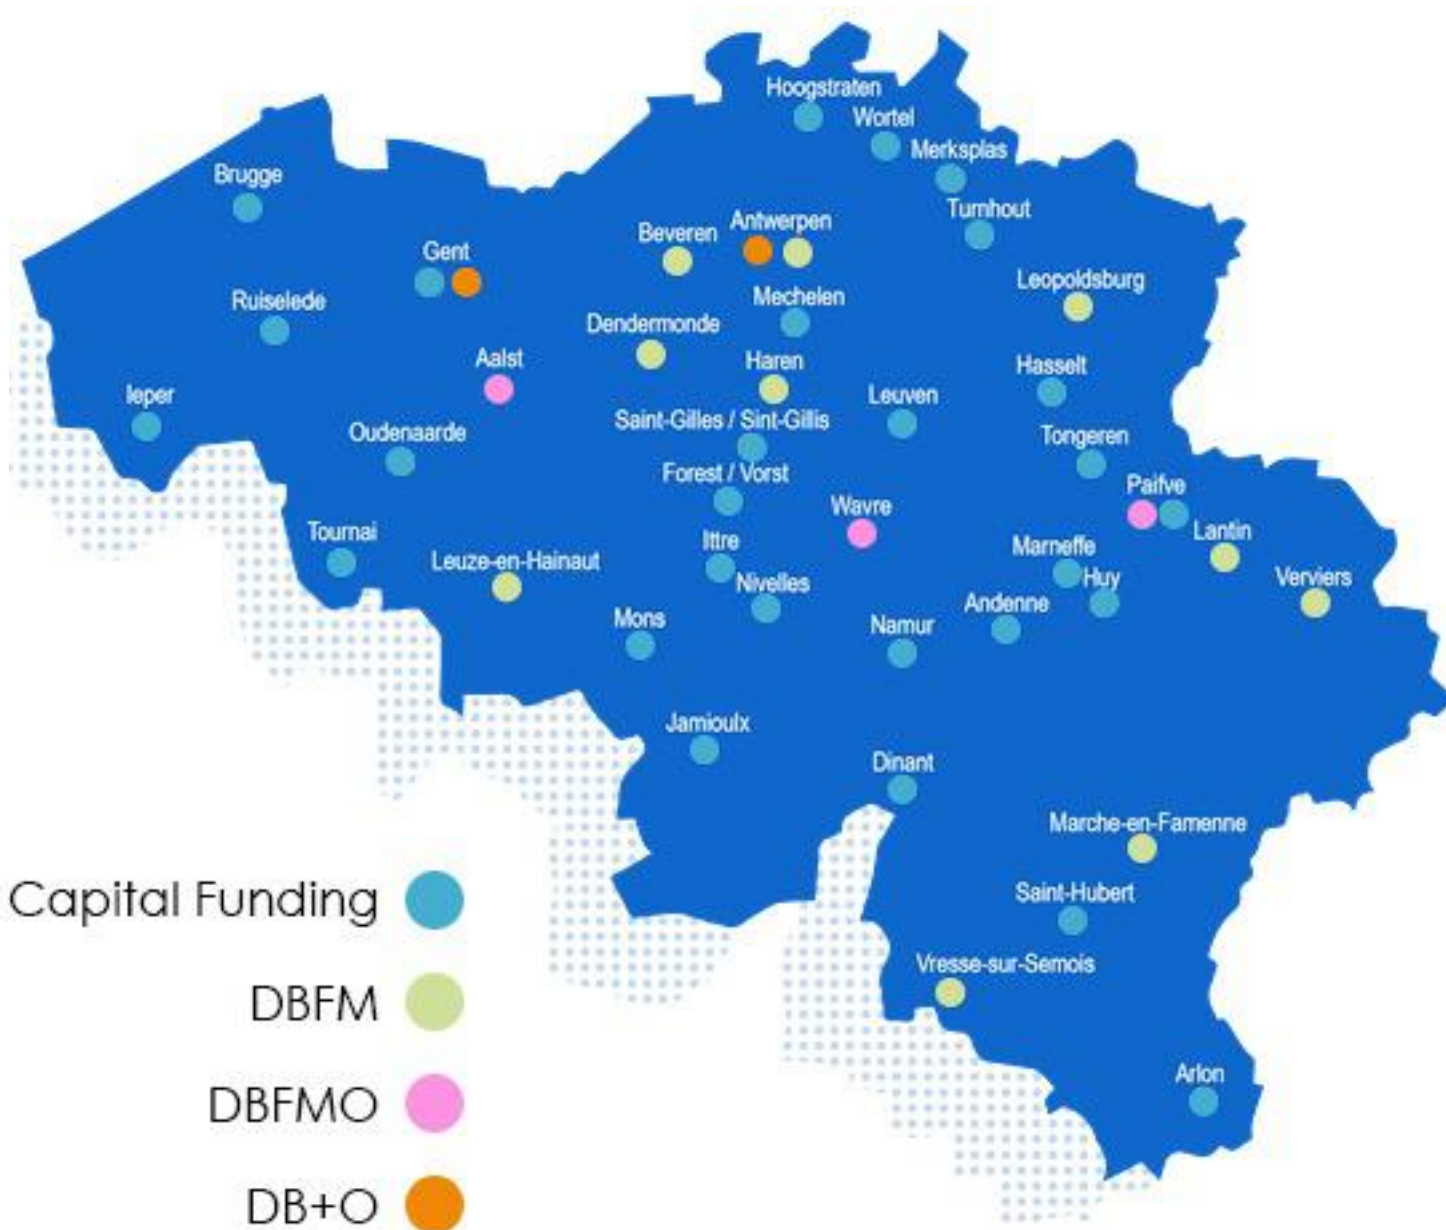 Hoogstraten
Wortel
Merksplas
Brugge
Turnhout
Antwerpen
Beveren
Gent
Leopoldsburg
Mechelen
Ruiselede
Dendermonde
Aalst
Haren
Hasselt
Ieper
Leuven
Saint-Gilles / Sint-Gillis
Oudenaarde
Tongeren
Forest / Vorst
Paifve
Wavre
Tournai
Lantin
Ittre
Marneffe
Leuze-en-Hainaut
Verviers
Huy
Nivelles
Andenne
Mons
Namur
Jamioulx
Dinant
Marche-en-Famenne
Saint-Hubert
Vresse-sur-Semois
Arlon
Capital Funding
DBFM
DBFMO
DB+O